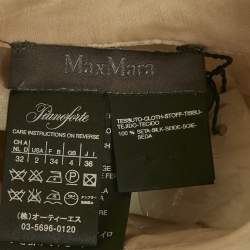 MaxMara
Pianoforte
CARE INSTRUCTIONS ON REVERSE
CH A NL D F GB I J
32 2 34 4 36
(株)オーティーエス
03-5696-0120
TESSUTO-CLOTH-STOFF-TISSU-
TEJIDO-TECIDO
100 % SETA-SILK-SEIDE-SOIE-
SEDA